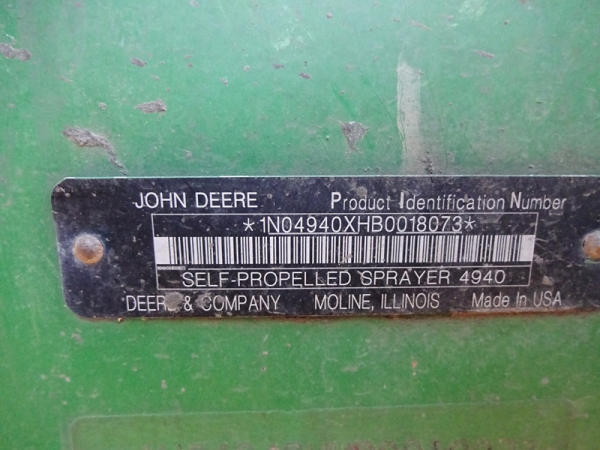 JOHN DEERE Product Identification Number
*1N04940XHB0018073*
SELF-PROPELLED SPRAYER 4940
DEERE & COMPANY MOLINE, ILLINOIS Made In USA